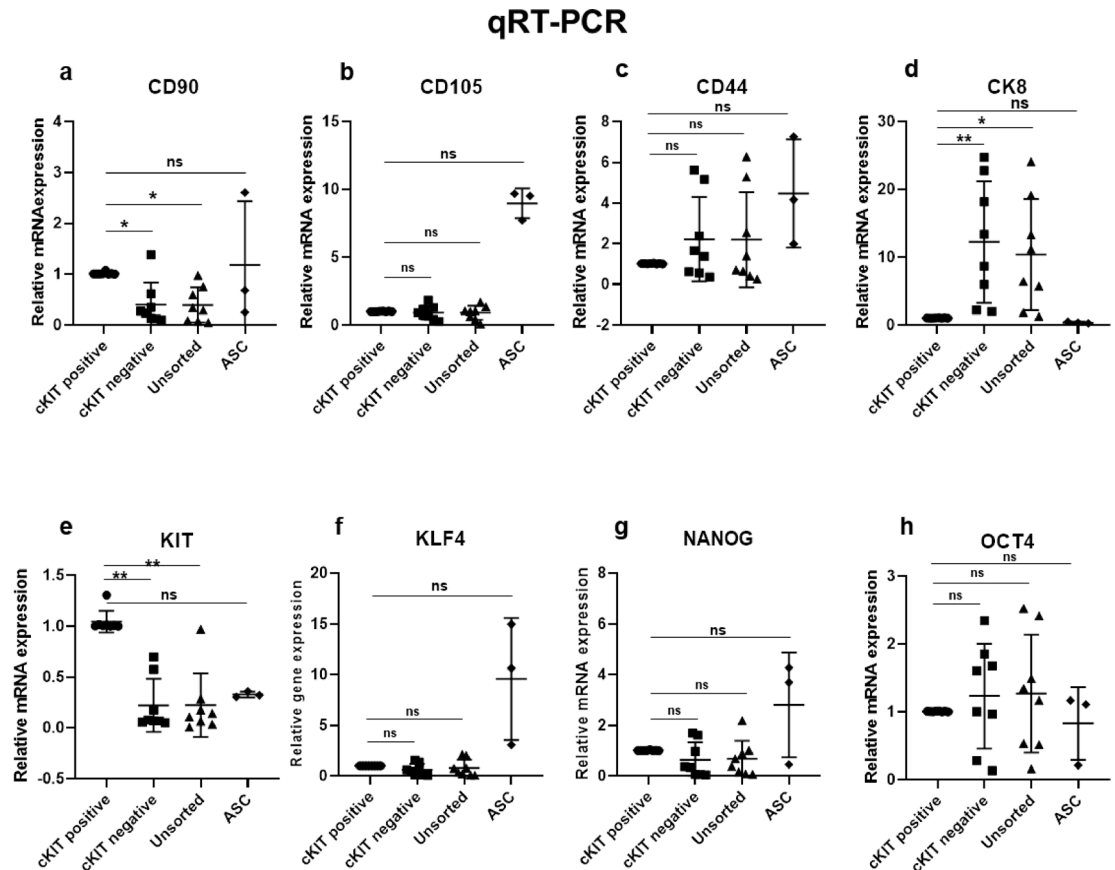 qRT-PCR
a
CD90
Relative mRNAexpression
4
3
2
1
0
ns
*
*
cKIT positive
cKIT negative
Unsorted
ASC
b
CD105
Relative mRNA expression
15
10
5
0
ns
ns
ns
cKIT positive
cKIT negative
Unsorted
ASC
c
CD44
Relative mRNA expression
8
6
4
2
0
-2
ns
ns
ns
cKIT positive
cKIT negative
Unsorted
ASC
d
CK8
Relative mRNA expression
30
20
10
0
ns
*
**
cKIT positive
cKIT negative
Unsorted
ASC
e
KIT
Relative mRNA expression
1.5
1.0
0.5
0.0
-0.5
**
**
ns
cKIT positive
cKIT negative
Unsorted
ASC
f
KLF4
Relative gene expression
20
15
10
5
0
ns
ns
ns
cKIT positive
cKIT negative
Unsorted
ASC
g
NANOG
Relative mRNA expression
8
6
4
2
0
ns
ns
ns
cKIT positive
cKIT negative
Unsorted
ASC
h
OCT4
Relative mRNA expression
3
2
1
0
ns
ns
ns
cKIT positive
cKIT negative
Unsorted
ASC